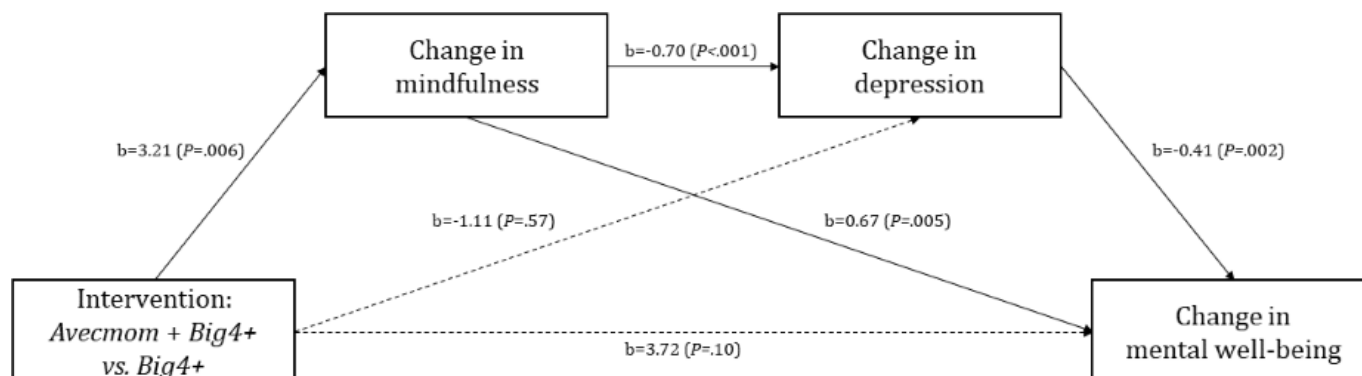 Change in
mindfulness
b=-0.70 (P<.001)
Change in
depression
b=3.21 (P=.006)
b=-0.41 (P=.002)
b=-1.11 (P=.57)
b=0.67 (P=.005)
Intervention:
Avecmom + Big4+
vs. Big4+
b=3.72 (P=.10)
Change in
mental well-being